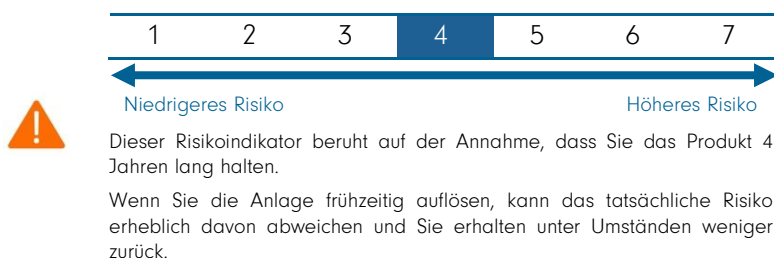 1 2 3 4 5 6 7
Niedrigeres Risiko Höheres Risiko
Dieser Risikoindikator beruht auf der Annahme, dass Sie das Produkt 4
Jahren lang halten.
Wenn Sie die Anlage frühzeitig auflösen, kann das tatsächliche Risiko
erheblich davon abweichen und Sie erhalten unter Umständen weniger
zurück.